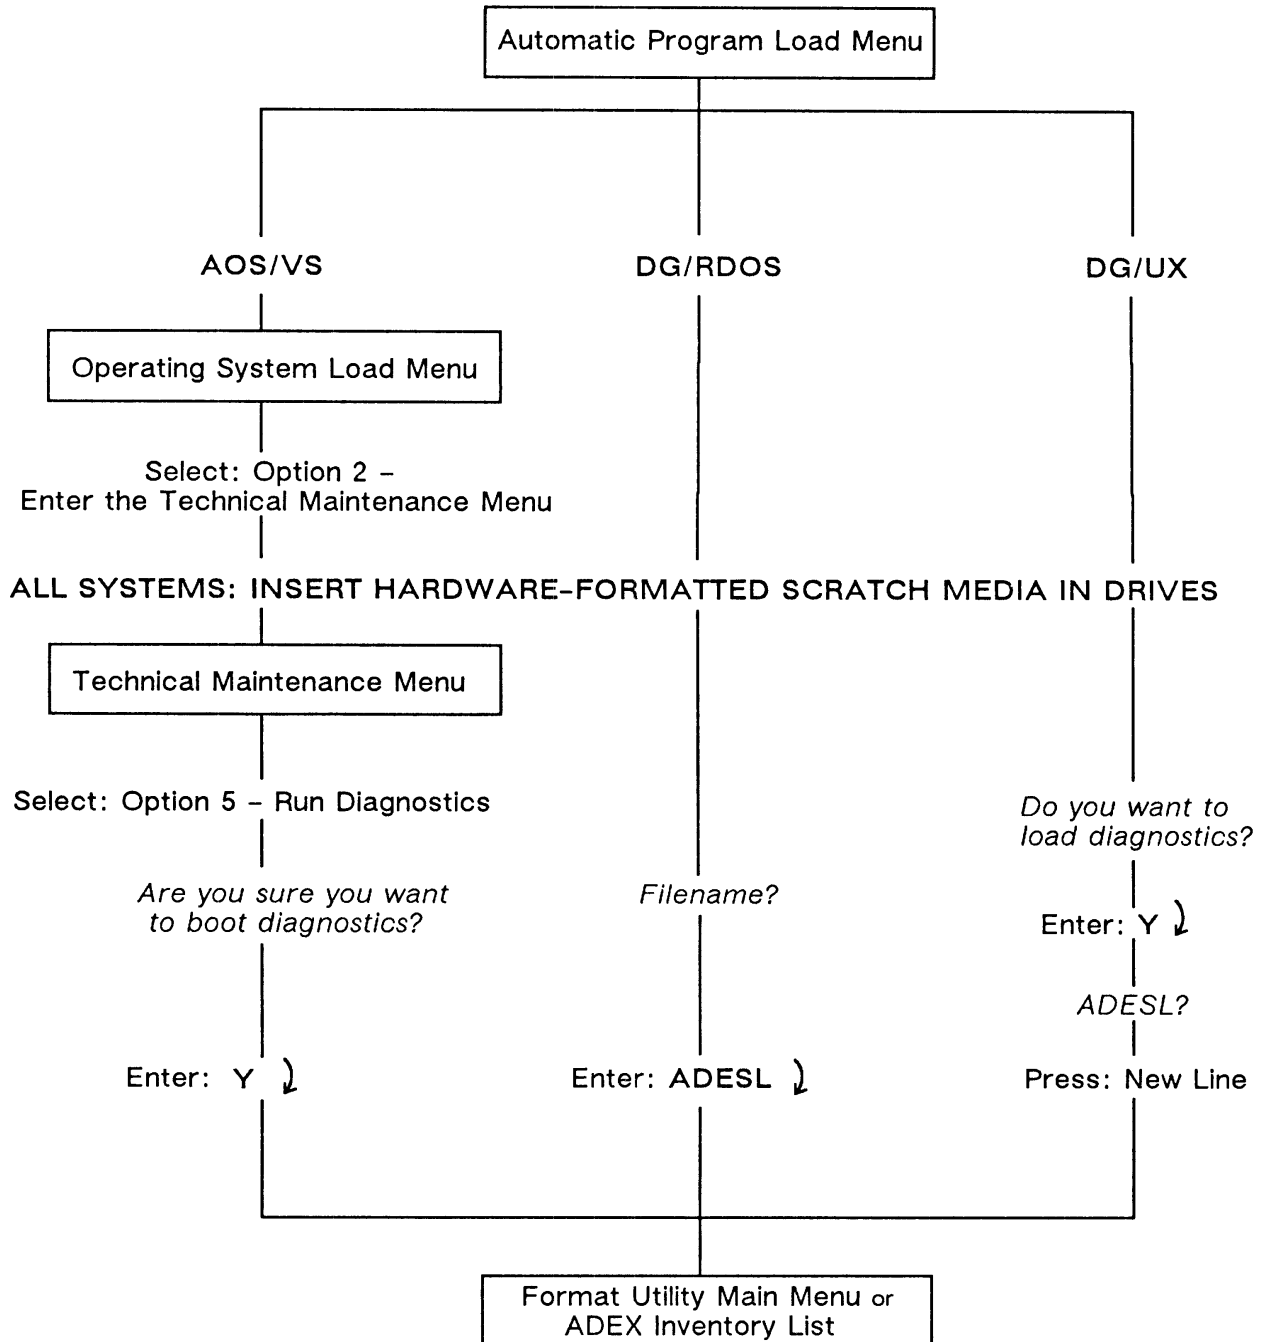 Automatic Program Load Menu
AOS/VS
DG/RDOS
DG/UX
Operating System Load Menu
Select: Option 2 –
Enter the Technical Maintenance Menu
ALL SYSTEMS: INSERT HARDWARE–FORMATTED SCRATCH MEDIA IN DRIVES
Technical Maintenance Menu
Select: Option 5 – Run Diagnostics
Do you want to
load diagnostics?
Are you sure you want
to boot diagnostics?
Filename?
Enter: Y
ADESL?
Enter: Y
Enter: ADESL
Press: New Line
Format Utility Main Menu or
ADEX Inventory List